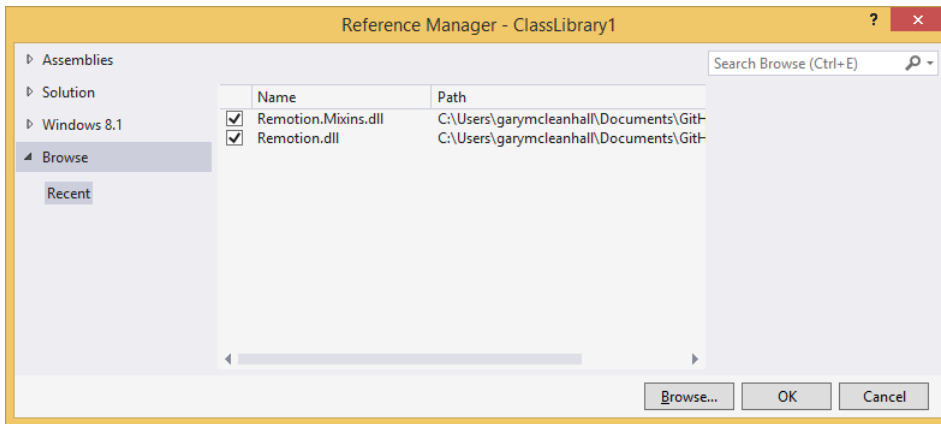 Reference Manager - ClassLibrary1
? ×
Assemblies
Solution
Windows 8.1
Browse
Recent
Search Browse (Ctrl+E)
Name Path
Remotion.Mixins.dll C:\Users\garymcleanhall\Documents\GitH
Remotion.dll C:\Users\garymcleanhall\Documents\GitH
Browse... OK Cancel